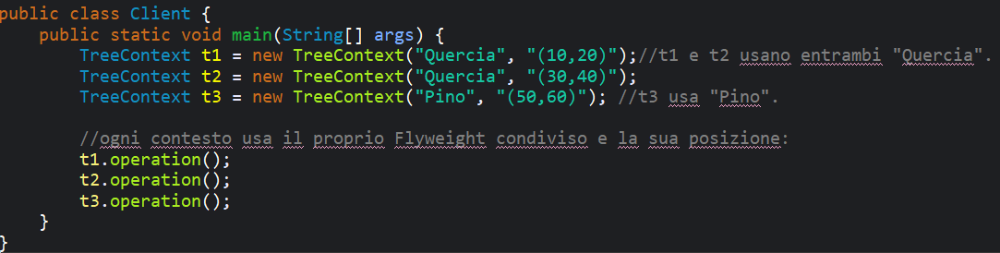 public class Client {
    public static void main(String[] args) {
        TreeContext t1 = new TreeContext("Quercia", "(10,20)");//t1 e t2 usano entrambi "Quercia".
        TreeContext t2 = new TreeContext("Quercia", "(30,40)");
        TreeContext t3 = new TreeContext("Pino", "(50,60)"); //t3 usa "Pino".

        //ogni contesto usa il proprio Flyweight condiviso e la sua posizione:
        t1.operation();
        t2.operation();
        t3.operation();
    }
}